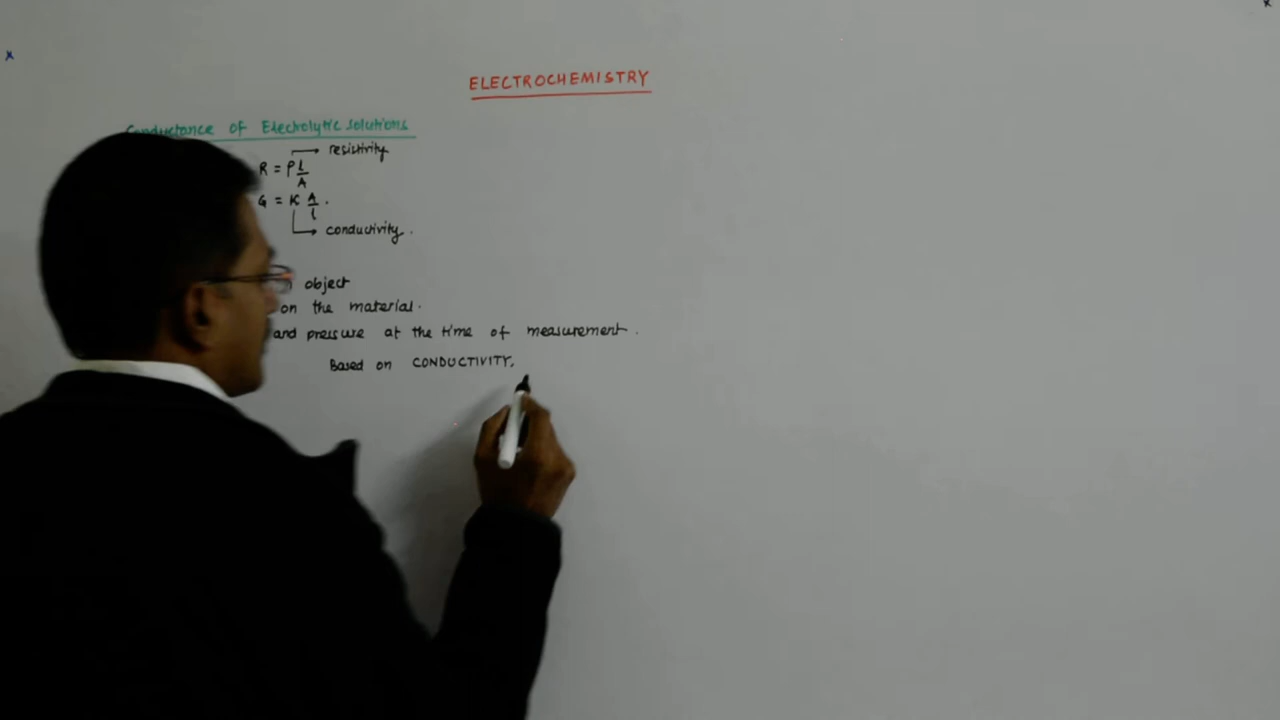 ELECTROCHEMISTRY
Conductance of Electrolytic solutions
→ resistivity
R = ρ l/A
G = K A/l .
→ conductivity .
object
on the material .
and pressure at the time of measurement .
Based on CONDUCTIVITY,